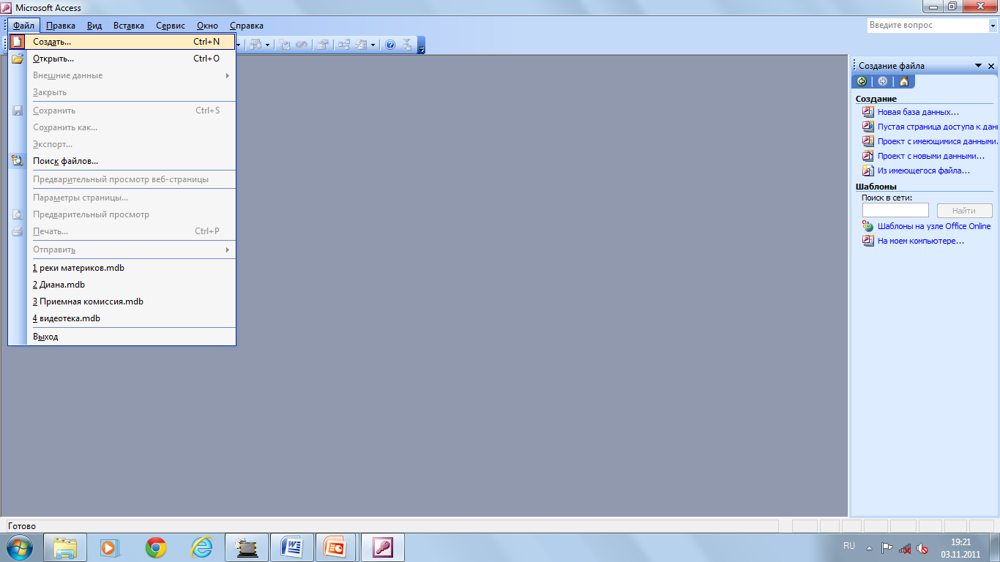 Microsoft Access
Файл Правка Вид Вставка Сервис Окно Справка
Введите вопрос
Создать... Ctrl+N
Открыть... Ctrl+O
Внешние данные
Закрыть
Сохранить Ctrl+S
Сохранить как...
Экспорт...
Поиск файлов...
Предварительный просмотр веб-страницы
Параметры страницы...
Предварительный просмотр
Печать... Ctrl+P
Отправить
1 реки материков.mdb
2 Диана.mdb
3 Приемная комиссия.mdb
4 видеотека.mdb
Выход
Создание файла
Создание
Новая база данных...
Пустая страница доступа к дан
Проект с имеющимися данными.
Проект с новыми данными...
Из имеющегося файла...
Шаблоны
Поиск в сети:
Найти
Шаблоны на узле Office Online
На моем компьютере...
Готово
RU
19:21
03.11.2011